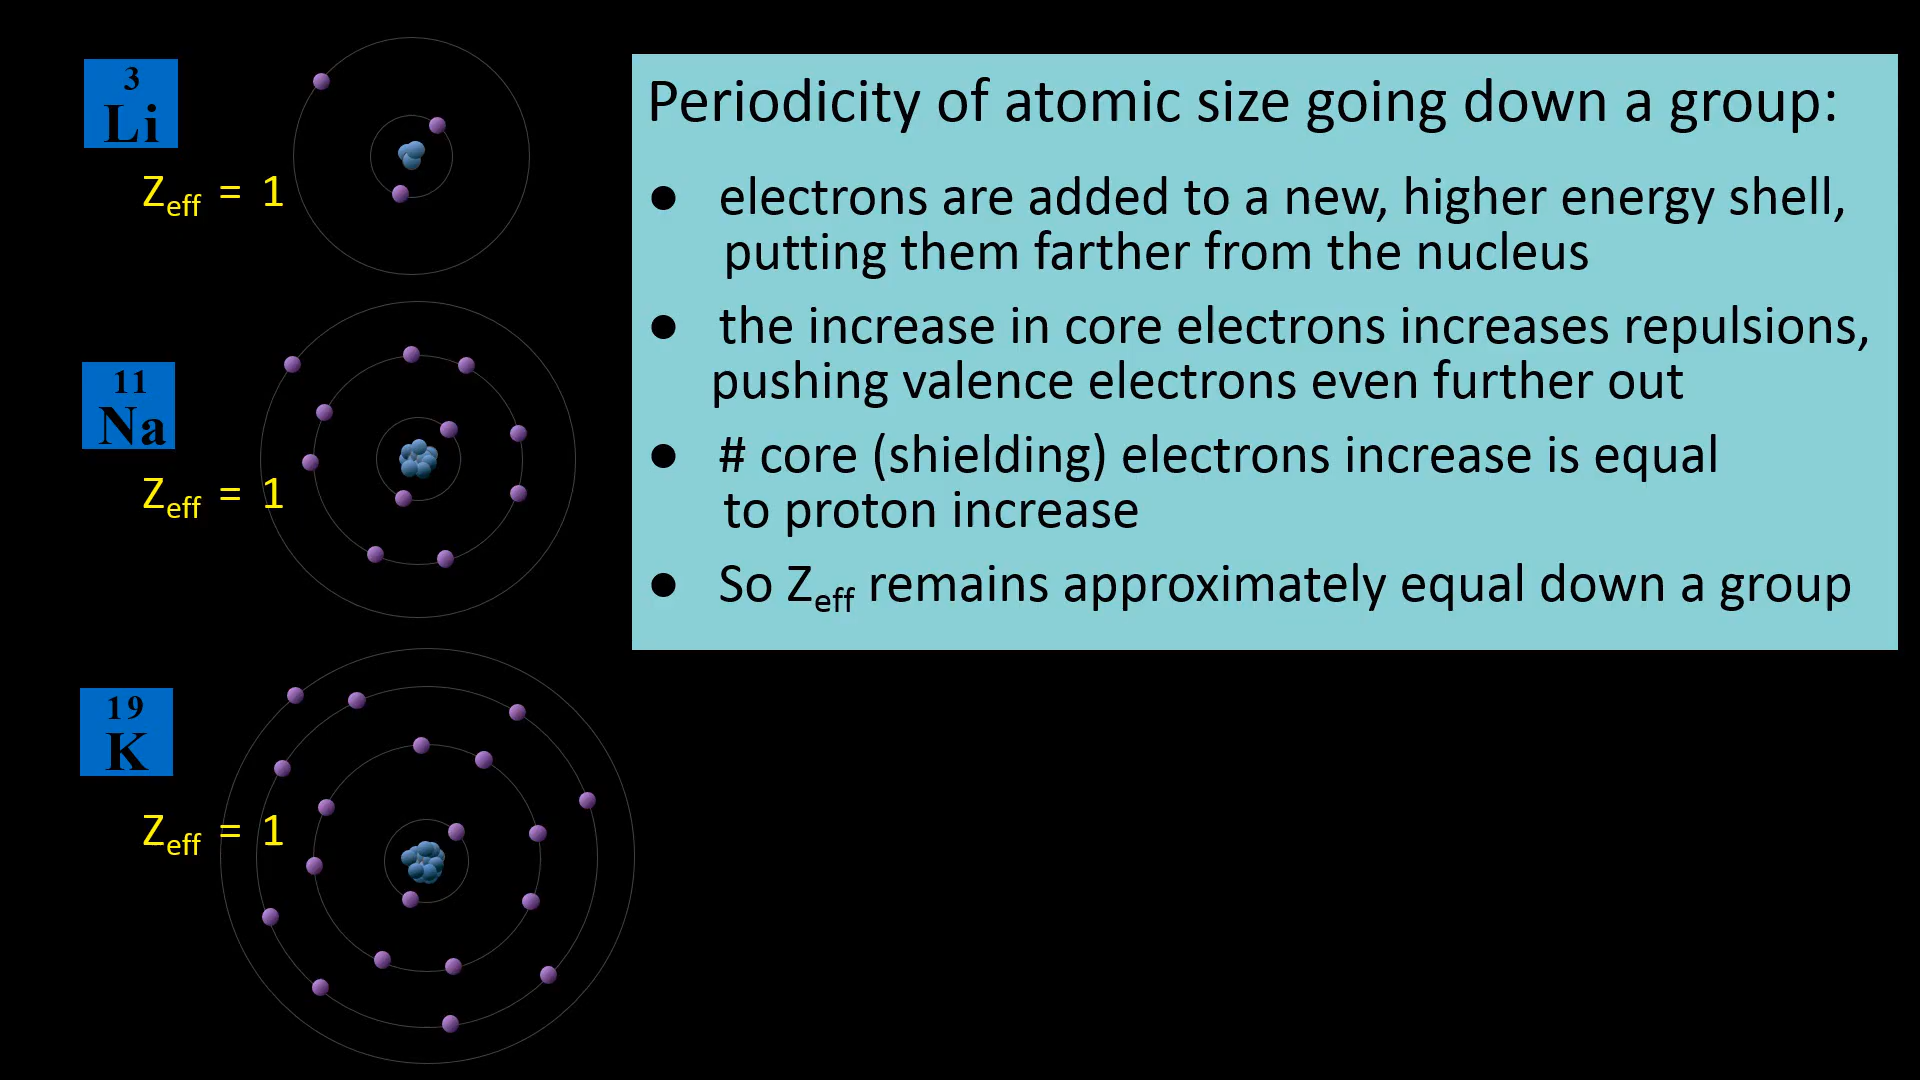 3
Li
Zeff = 1
11
Na
Zeff = 1
19
K
Zeff = 1
Periodicity of atomic size going down a group:
● electrons are added to a new, higher energy shell,
putting them farther from the nucleus
● the increase in core electrons increases repulsions,
pushing valence electrons even further out
● # core (shielding) electrons increase is equal
to proton increase
● So Zeff remains approximately equal down a group